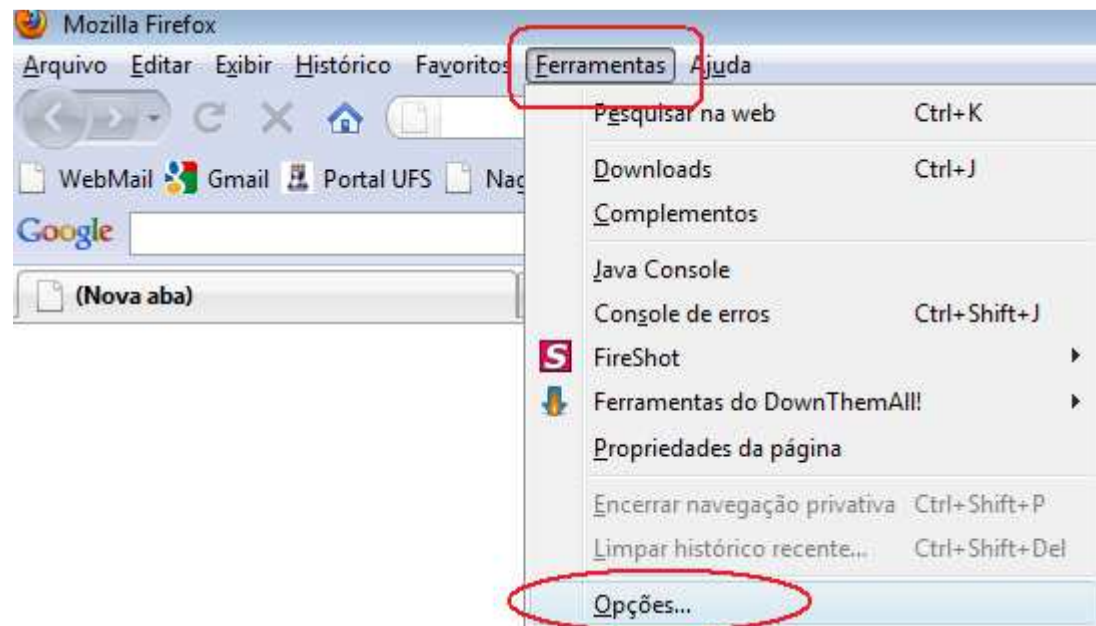 Mozilla Firefox
Arquivo Editar Exibir Histórico Favoritos Ferramentas Ajuda
WebMail Gmail Portal UFS
Google
(Nova aba)
Pesquisar na web Ctrl+K
Downloads Ctrl+J
Complementos
Java Console
Console de erros Ctrl+Shift+J
S FireShot
Ferramentas do DownThemAll!
Propriedades da página
Encerrar navegação privativa Ctrl+Shift+P
Limpar histórico recente... Ctrl+Shift+Del
Opções...